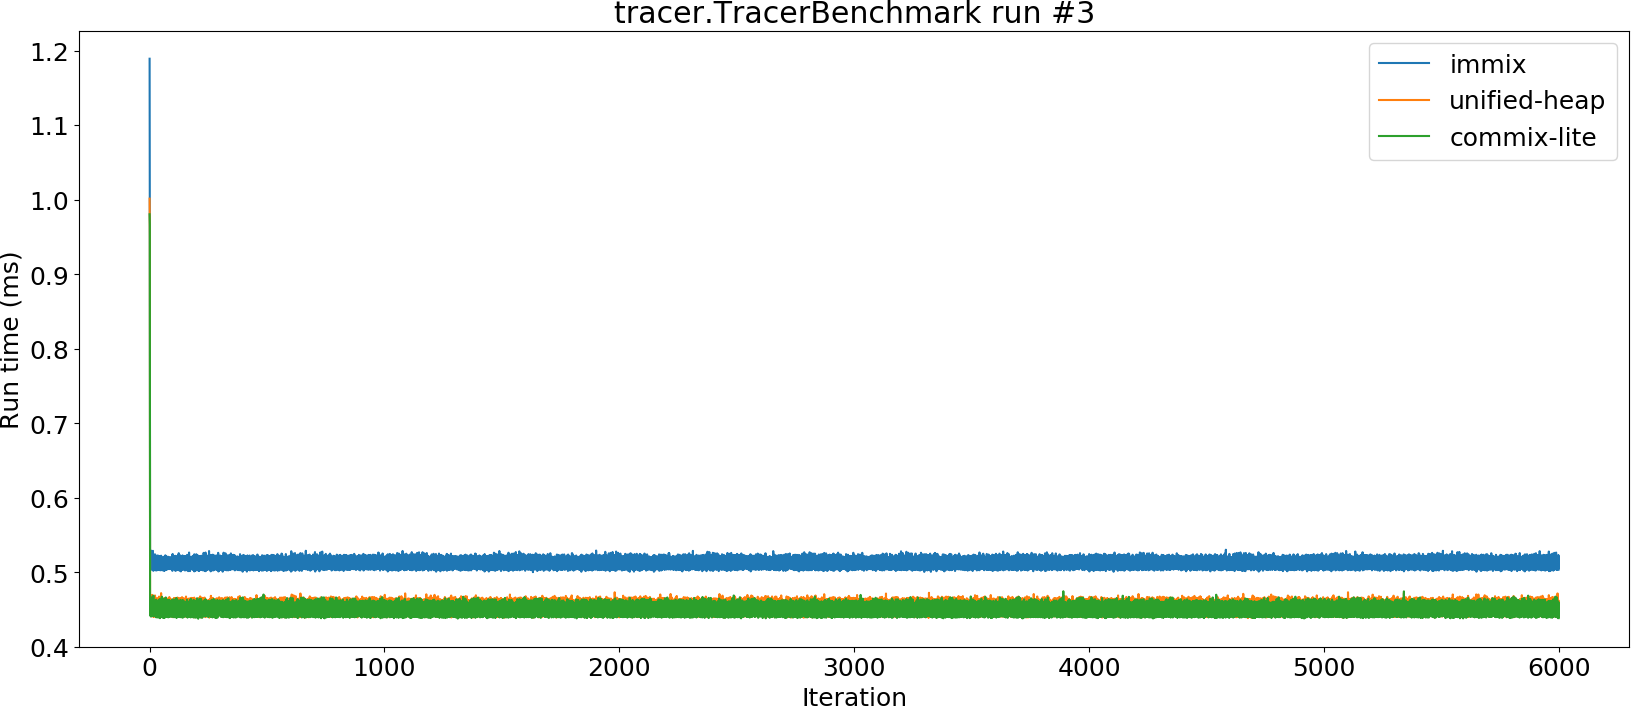 tracer.TracerBenchmark run #3
immix
unified-heap
commix-lite
Run time (ms)
1.2
1.1
1.0
0.9
0.8
0.7
0.6
0.5
0.4
0 1000 2000 3000 4000 5000 6000
Iteration